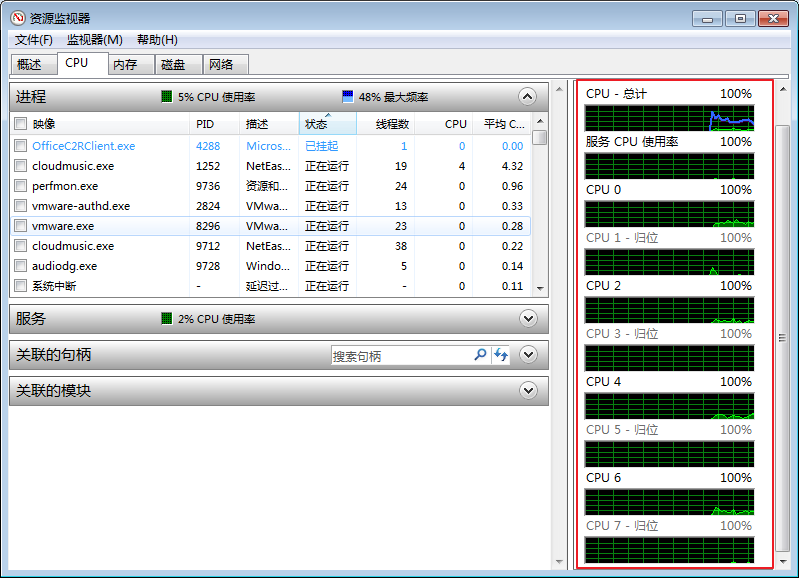 资源监视器
文件(F) 监视器(M) 帮助(H)
概述 CPU 内存 磁盘 网络
进程 5% CPU 使用率 48% 最大频率
映像 PID 描述 状态 线程数 CPU 平均 C...
OfficeC2RClient.exe 4288 Micros... 已挂起 1 0 0.00
cloudmusic.exe 1252 NetEas... 正在运行 19 4 4.32
perfmon.exe 9736 资源和... 正在运行 24 0 0.96
vmware-authd.exe 2824 VMwa... 正在运行 13 0 0.33
vmware.exe 8296 VMwa... 正在运行 23 0 0.28
cloudmusic.exe 9712 NetEas... 正在运行 38 0 0.22
audiodg.exe 9728 Windo... 正在运行 5 0 0.14
系统中断 - 延迟过... 正在运行 - 0 0.11
服务 2% CPU 使用率
关联的句柄 搜索句柄
关联的模块
CPU - 总计 100%
服务 CPU 使用率 100%
CPU 0 100%
CPU 1 - 归位 100%
CPU 2 100%
CPU 3 - 归位 100%
CPU 4 100%
CPU 5 - 归位 100%
CPU 6 100%
CPU 7 - 归位 100%